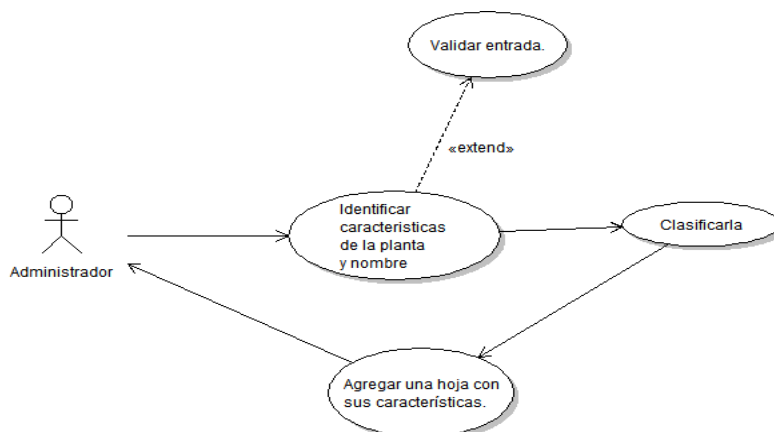 Validar entrada.
«extend»
Identificar
caracteristicas
de la planta
y nombre
Clasificarla
Administrador
Agregar una hoja con
sus características.